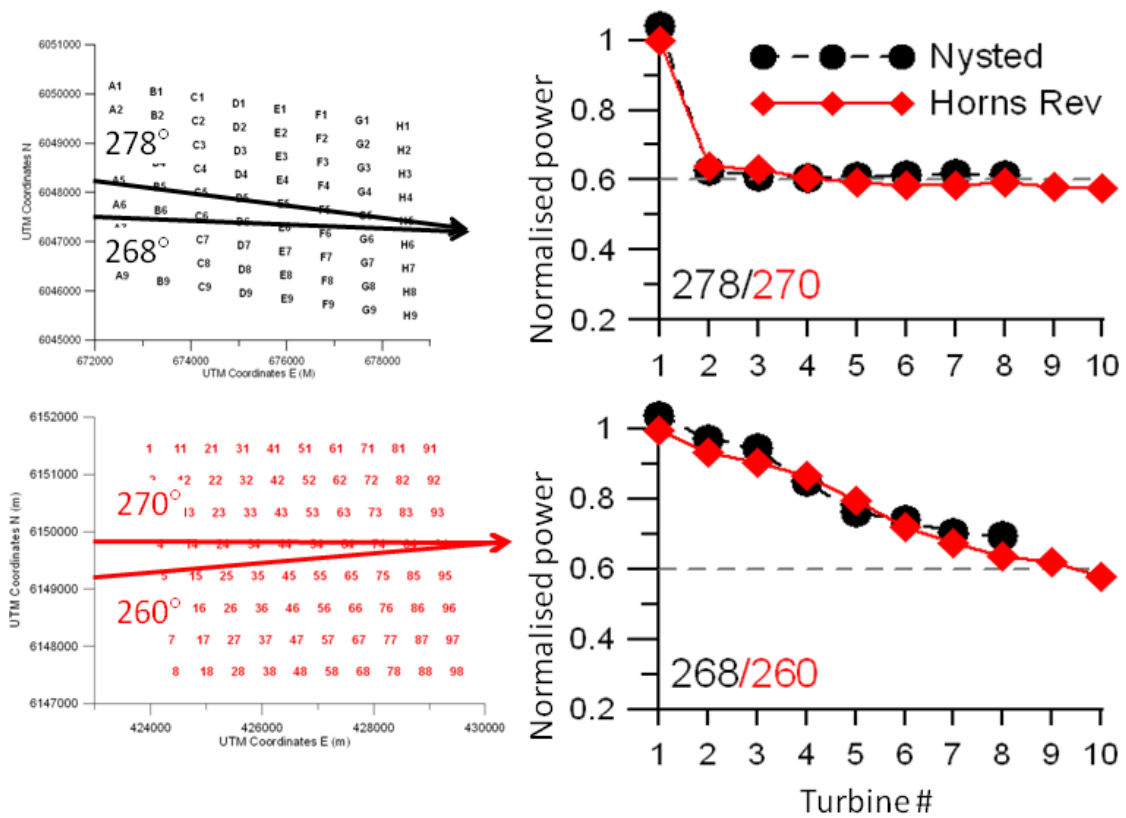 6051000
6050000
6049000
6048000
6047000
6046000
6045000
UTM Coordinates N
A1 B1 C1 D1 E1 F1 G1 H1
A2 B2 C2 D2 E2 F2 G2 H2
278° C3 D3 E3 F3 G3 H3
C4 D4 E4 F4 G4 H4
A5 B5 C5 D5 E5 F5 G5 H5
A6 B6 C6 D6 E6 F6 G6 H6
268° C7 D7 E7 F7 G7 H7
C8 D8 E8 F8 G8 H8
A9 B9 C9 D9 E9 F9 G9 H9
672000 674000 676000 678000
UTM Coordinates E (M)
Normalised power
1
0.8
0.6
0.4
0.2
Nysted
Horns Rev
278/270
1 2 3 4 5 6 7 8 9 10
6152000
6151000
6150000
6149000
6148000
6147000
UTM Coordinates N (m)
1 11 21 31 41 51 61 71 81 91
22 32 42 52 62 72 82 92
270°
23 33 43 53 63 73 83 93
4 14 24 34 44 54 64 74 84
5 15 25 35 45 55 65 75 85 95
260° 16 26 36 46 56 66 76 86 96
7 17 27 37 47 57 67 77 87 97
8 18 28 38 48 58 68 78 88 98
424000 426000 428000 430000
UTM Coordinates E (m)
Normalised power
1
0.8
0.6
0.4
0.2
268/260
1 2 3 4 5 6 7 8 9 10
Turbine #